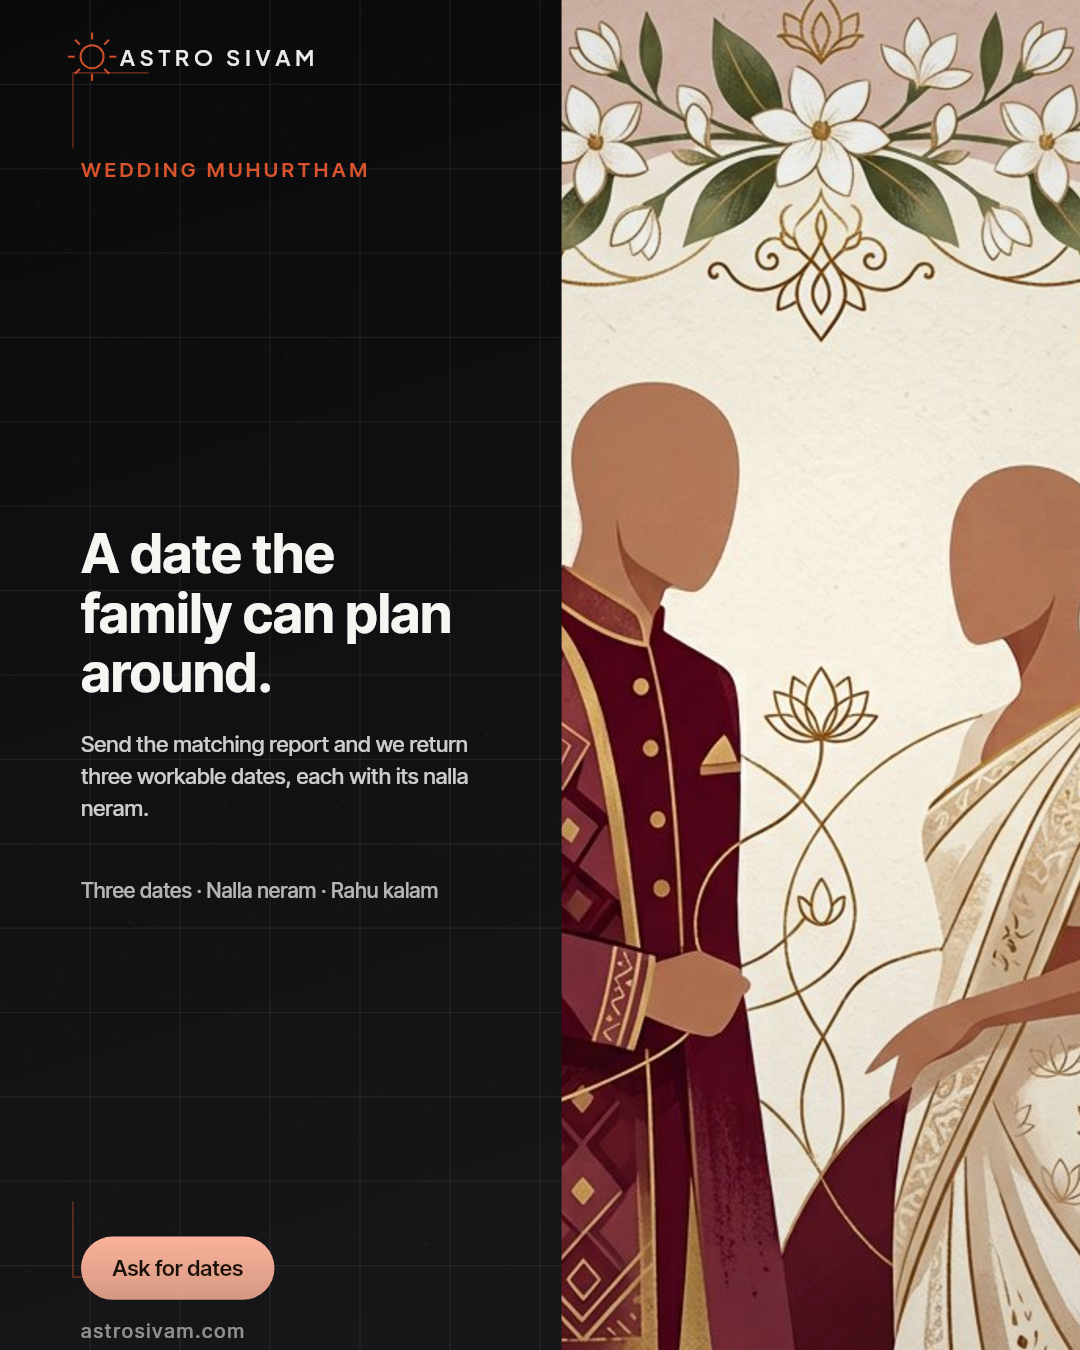 ASTRO SIVAM
WEDDING MUHURTHAM
A date the
family can plan
around.
Send the matching report and we return
three workable dates, each with its nalla
neram.
Three dates · Nalla neram · Rahu kalam
Ask for dates
astrosivam.com